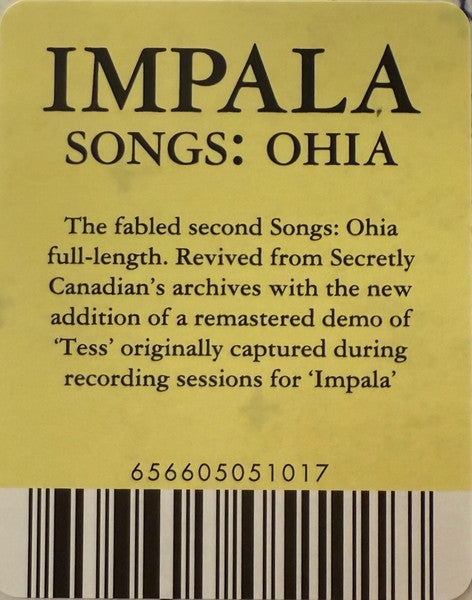 IMPALA
SONGS: OHIA
The fabled second Songs: Ohia
full-length. Revived from Secretly
Canadian's archives with the new
addition of a remastered demo of
‘Tess’ originally captured during
recording sessions for ‘Impala’
656605051017